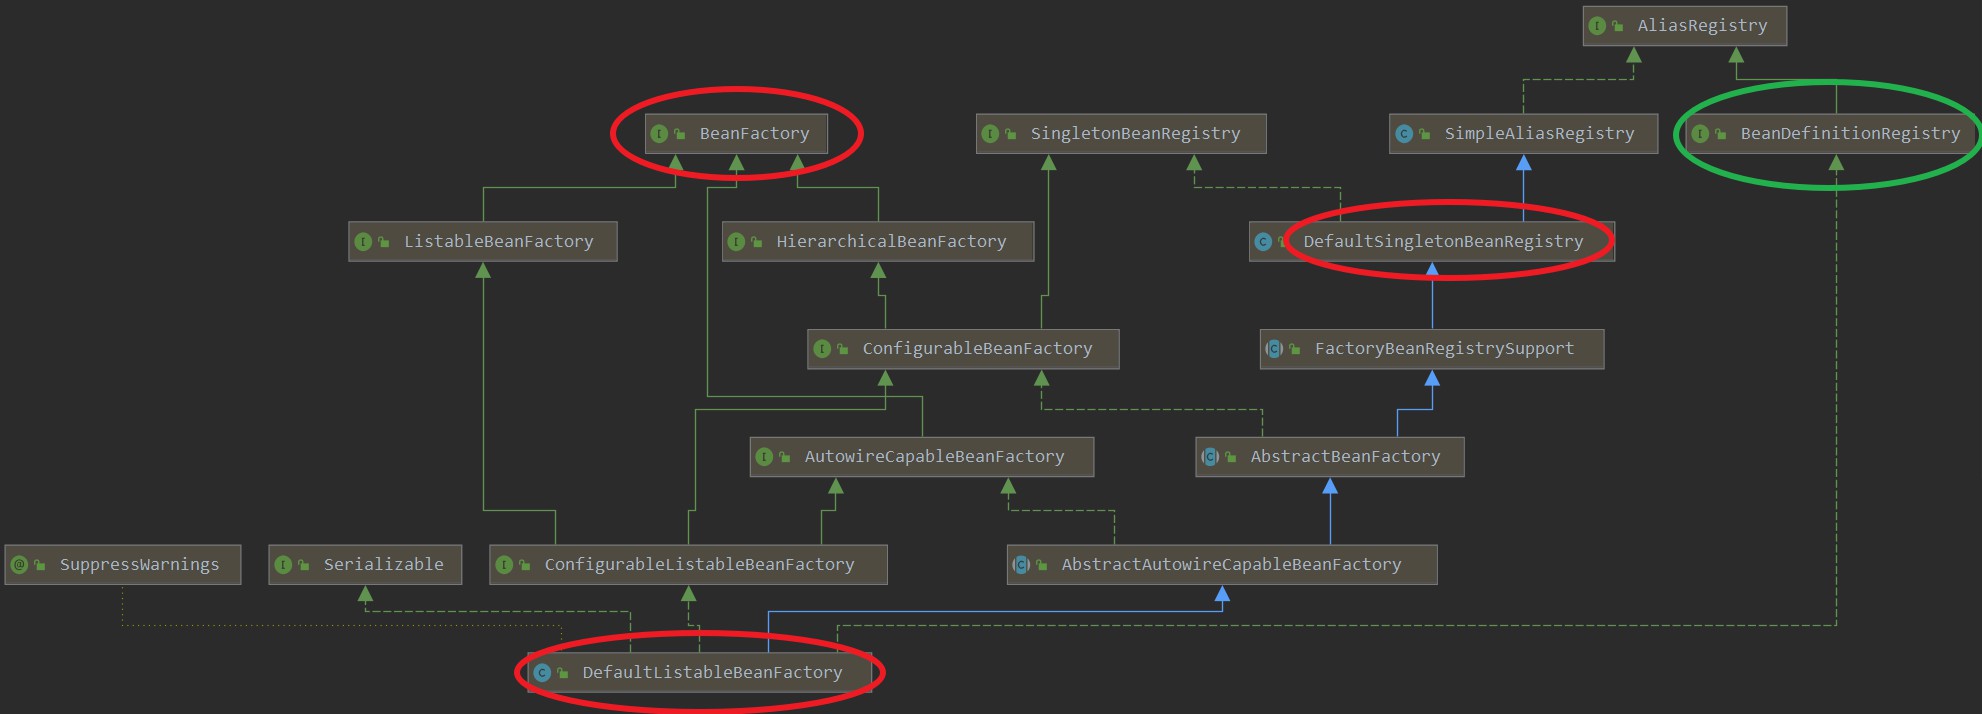 AliasRegistry
BeanFactory
SingletonBeanRegistry
SimpleAliasRegistry
BeanDefinitionRegistry
ListableBeanFactory
HierarchicalBeanFactory
DefaultSingletonBeanRegistry
ConfigurableBeanFactory
FactoryBeanRegistrySupport
AutowireCapableBeanFactory
AbstractBeanFactory
SuppressWarnings
Serializable
ConfigurableListableBeanFactory
AbstractAutowireCapableBeanFactory
DefaultListableBeanFactory